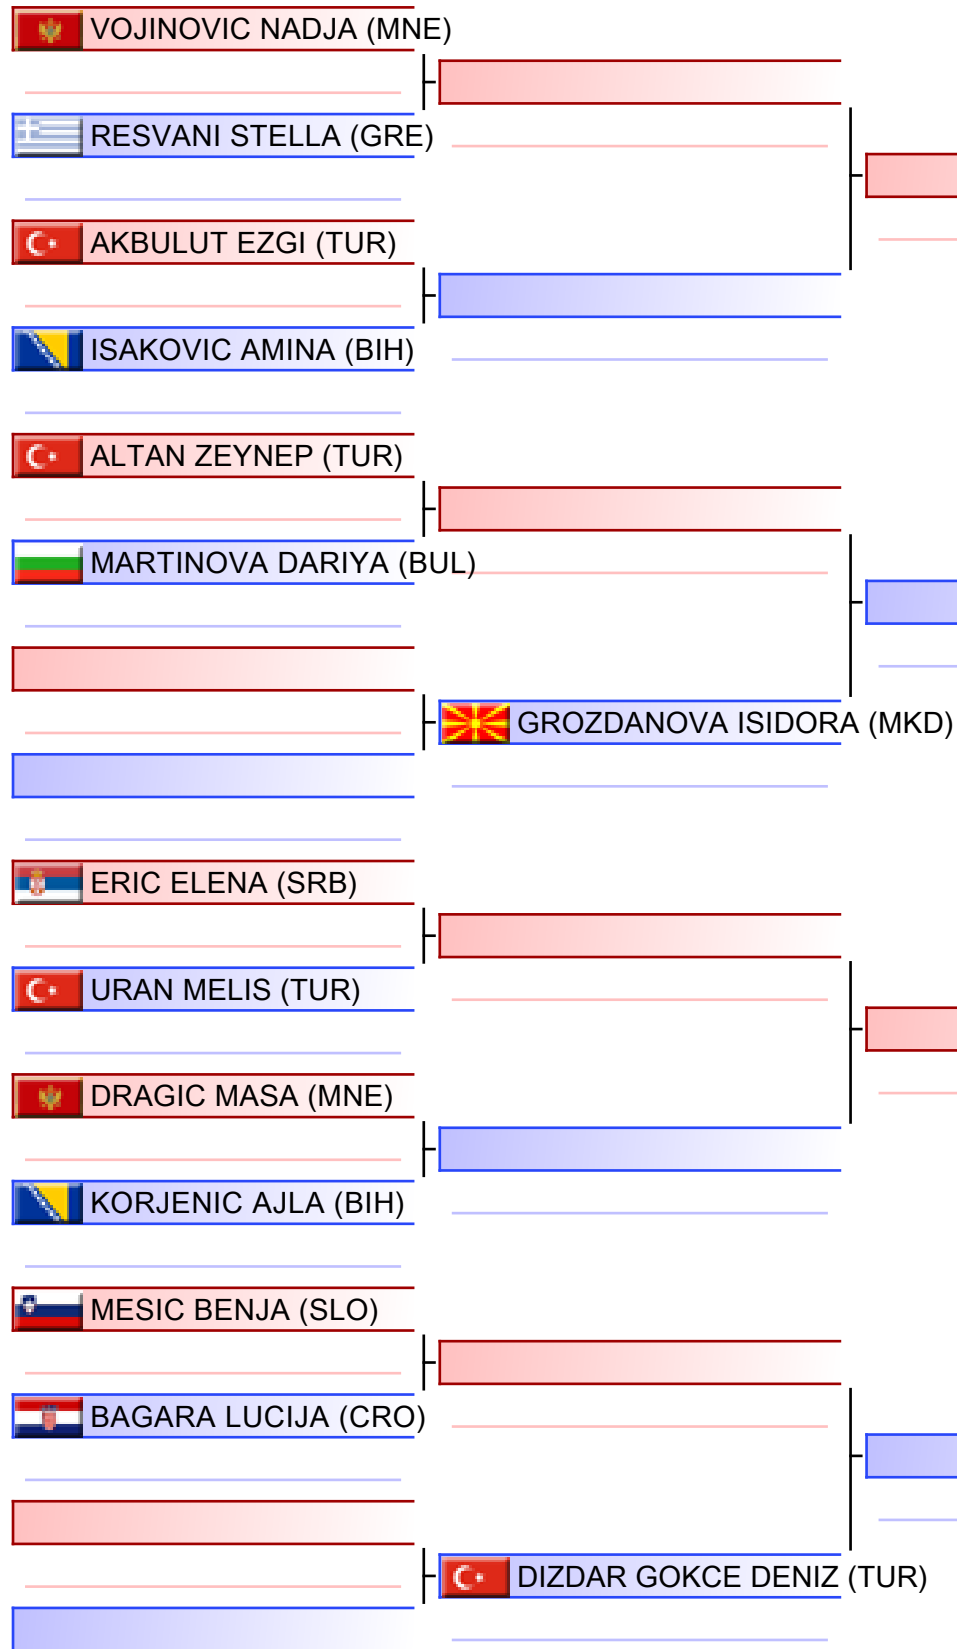 VOJINOVIC NADJA (MNE)
RESVANI STELLA (GRE)
AKBULUT EZGI (TUR)
ISAKOVIC AMINA (BIH)
ALTAN ZEYNEP (TUR)
MARTINOVA DARIYA (BUL)
GROZDANOVA ISIDORA (MKD)
ERIC ELENA (SRB)
URAN MELIS (TUR)
DRAGIC MASA (MNE)
KORJENIC AJLA (BIH)
MESIC BENJA (SLO)
BAGARA LUCIJA (CRO)
DIZDAR GOKCE DENIZ (TUR)